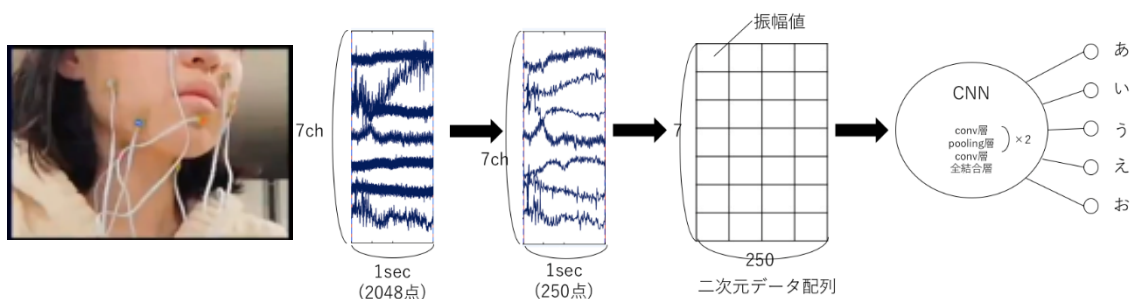 7ch
1sec
(2048点)
7ch
1sec
(250点)
振幅値
7
250
二次元データ配列
CNN
conv層
pooling層
conv層
全結合層
×2
あ
い
う
え
お